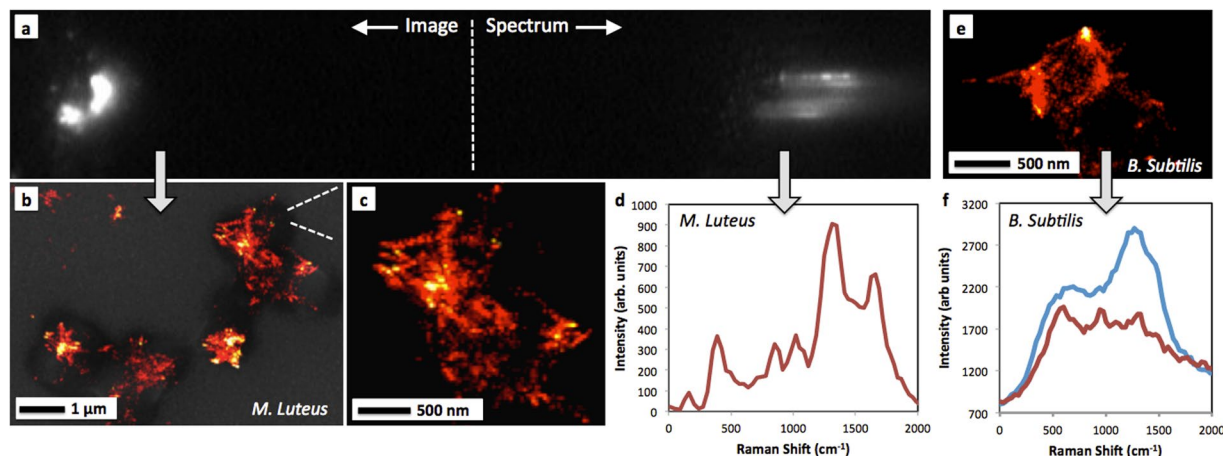 a
Image
Spectrum
e
500 nm
B. Subtilis
b
1 µm
M. Luteus
c
500 nm
d
M. Luteus
1000
900
800
700
600
500
400
300
200
100
0
Intensity (arb. units)
0
500
1000
1500
2000
Raman Shift (cm-1)
f
B. Subtilis
3200
2700
2200
1700
1200
700
Intensity (arb units)
0
500
1000
1500
2000
Raman Shift (cm-1)